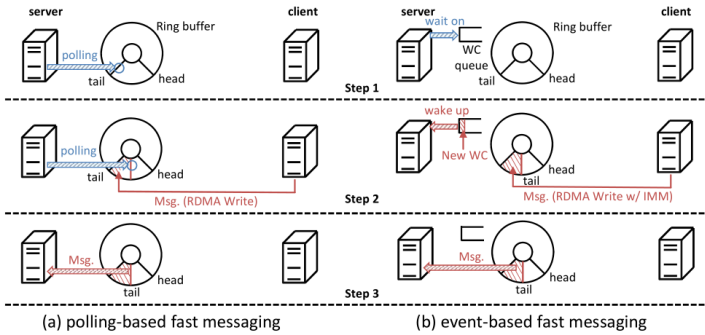 server
client
Ring buffer
polling
tail
head
server
client
wait on
Ring buffer
WC
queue
tail
head
Step 1
polling
tail
head
Msg. (RDMA Write)
wake up
New WC
tail
head
Msg. (RDMA Write w/ IMM)
Step 2
Msg.
head
tail
Msg.
head
tail
Step 3
(a) polling-based fast messaging
(b) event-based fast messaging